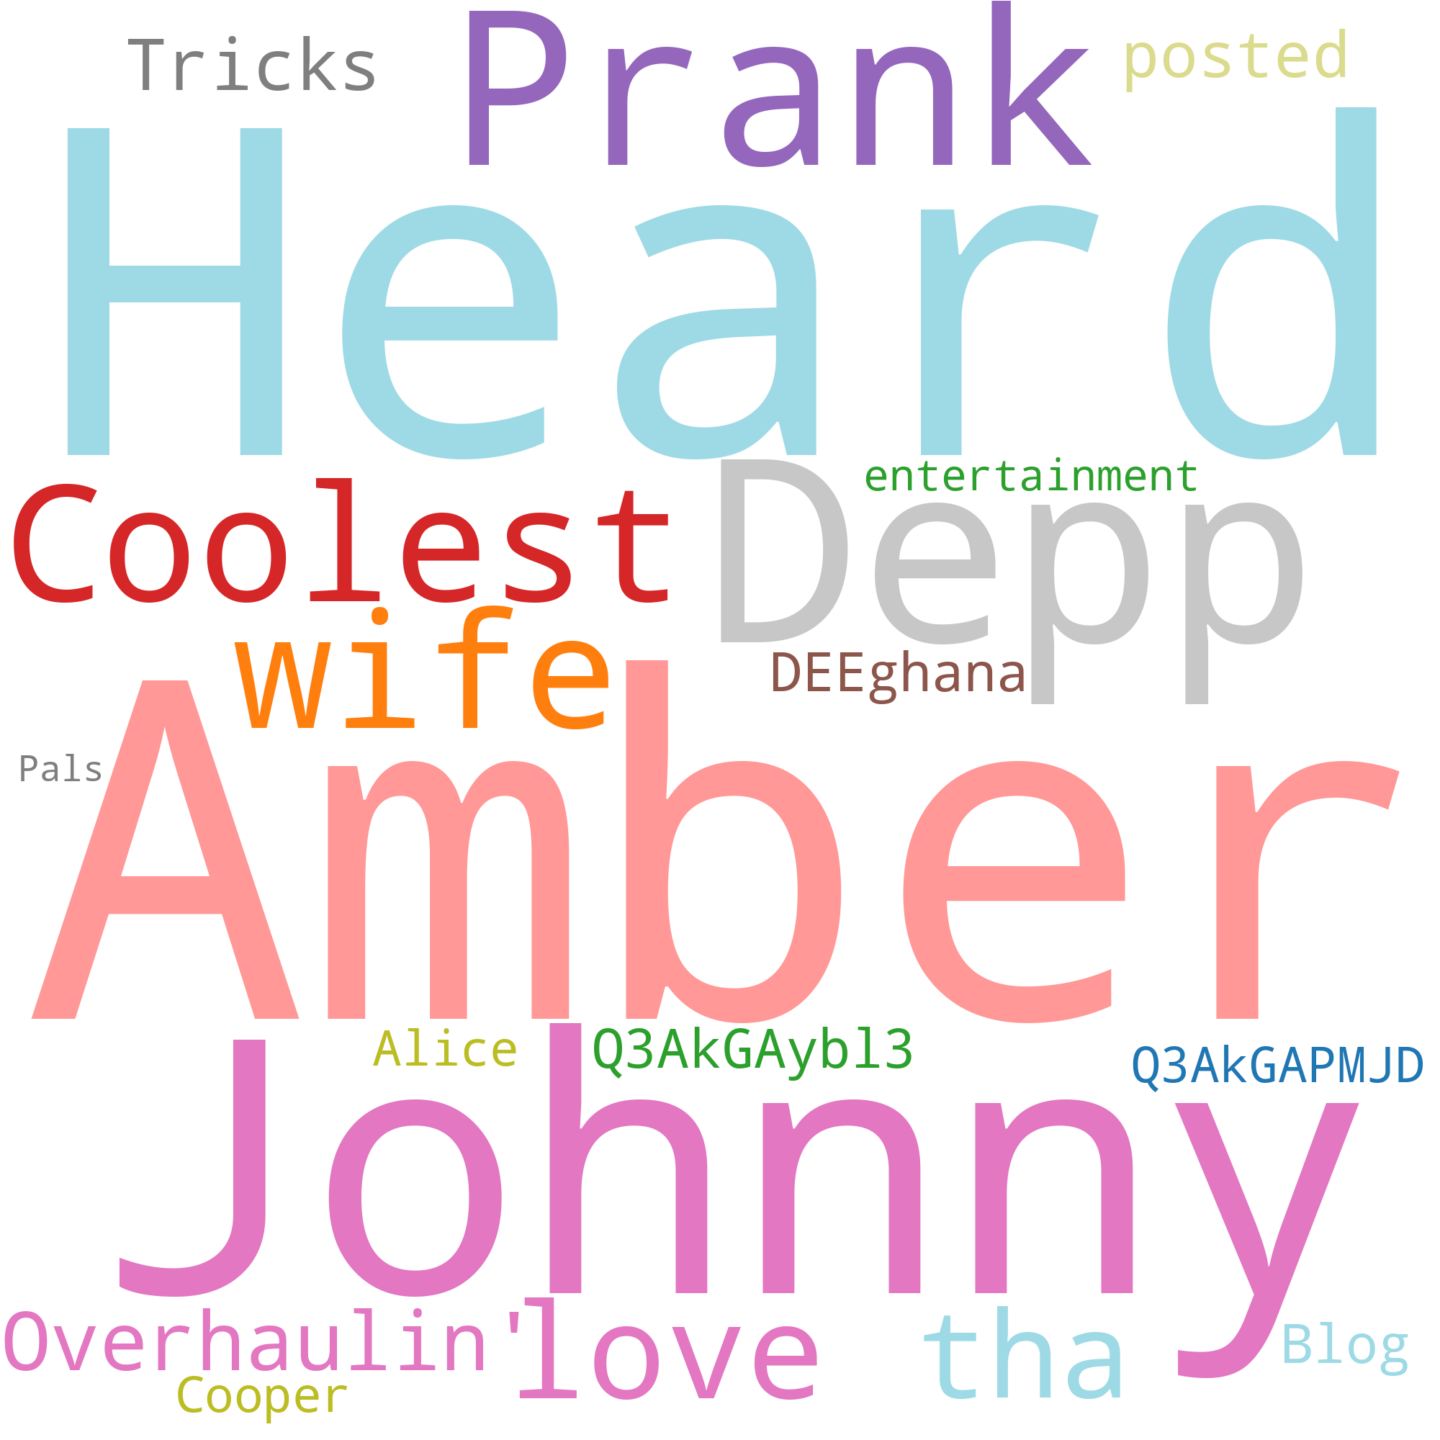 Tricks Prank posted
Heard
entertainment
Coolest Depp
wife DEEghana
Pals
Amber
Alice Q3AkGAybl3 Q3AkGAPMJD
Johnny
Overhaulin' love tha Blog
Cooper